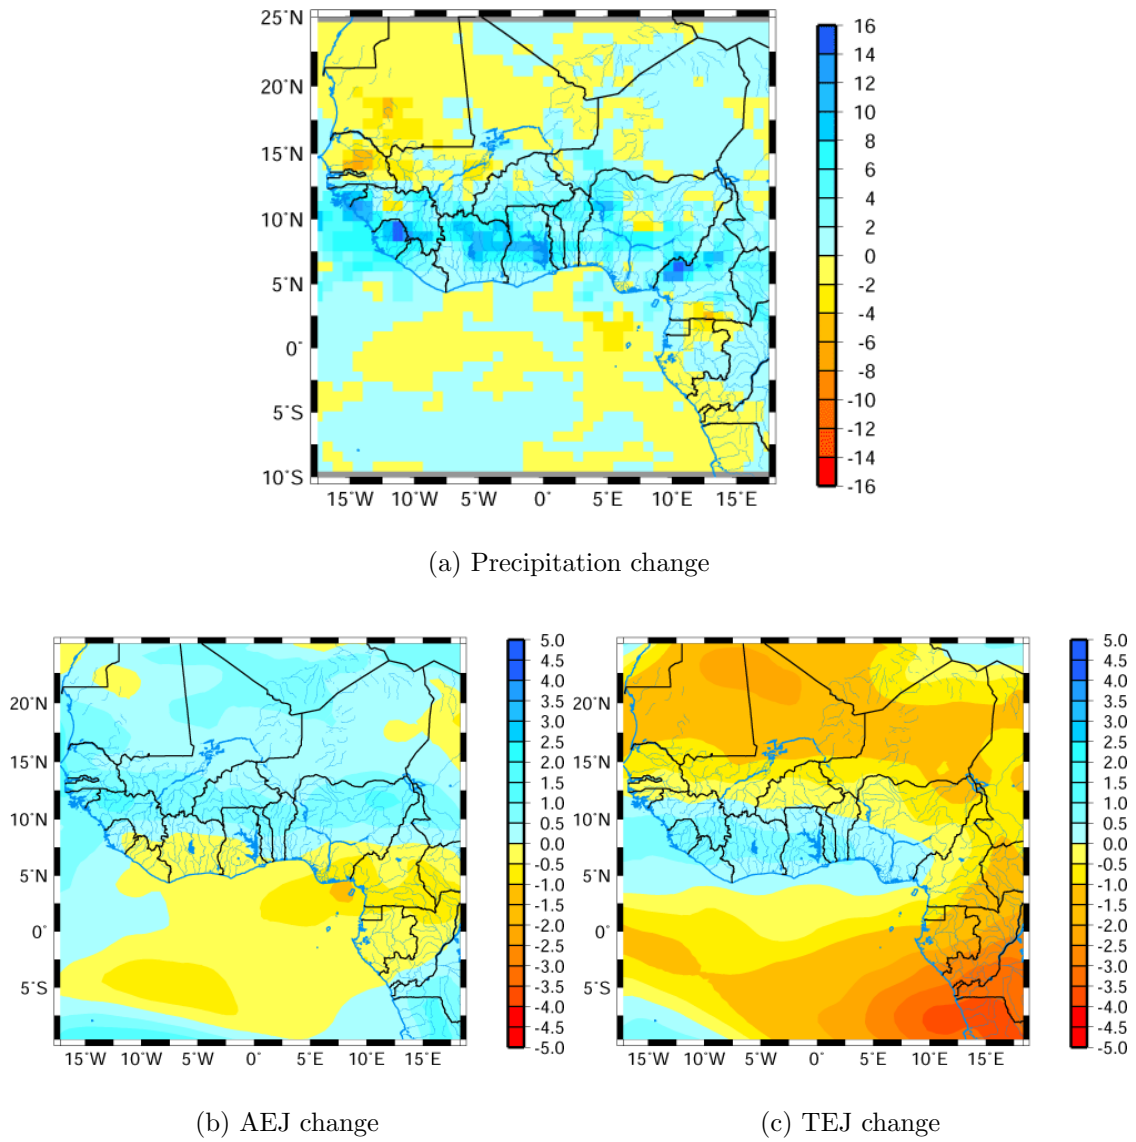 25°N
20°N
15°N
10°N
5°N
0°
5°S
10°S
15°W 10°W 5°W 0° 5°E 10°E 15°E
16
14
12
10
8
6
4
2
0
-2
-4
-6
-8
-10
-12
-14
-16
(a) Precipitation change
20°N
15°N
10°N
5°N
0°
5°S
15°W 10°W 5°W 0° 5°E 10°E 15°E
5.0
4.5
4.0
3.5
3.0
2.5
2.0
1.5
1.0
0.5
0.0
-0.5
-1.0
-1.5
-2.0
-2.5
-3.0
-3.5
-4.0
-4.5
-5.0
(b) AEJ change
20°N
15°N
10°N
5°N
0°
5°S
15°W 10°W 5°W 0° 5°E 10°E 15°E
5.0
4.5
4.0
3.5
3.0
2.5
2.0
1.5
1.0
0.5
0.0
-0.5
-1.0
-1.5
-2.0
-2.5
-3.0
-3.5
-4.0
-4.5
-5.0
(c) TEJ change